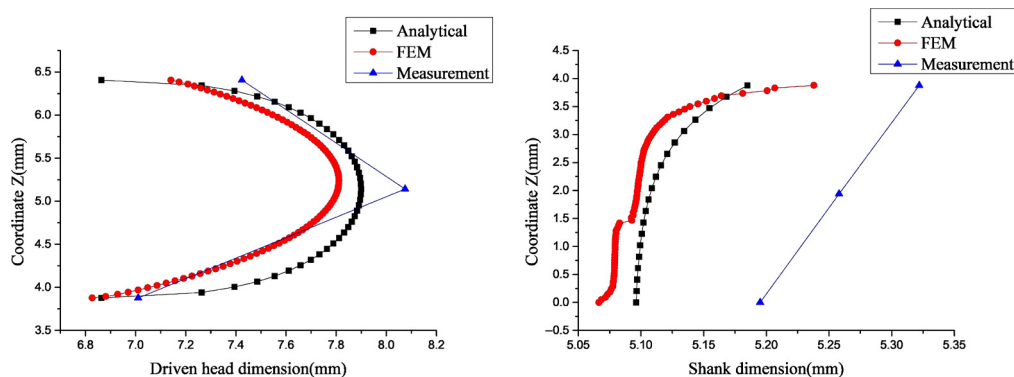 Analytical
FEM
Measurement
6.5
6.0
5.5
5.0
4.5
4.0
3.5
Coordinate Z(mm)
6.8 7.0 7.2 7.4 7.6 7.8 8.0 8.2
Driven head dimension(mm)
Analytical
FEM
Measurement
4.5
4.0
3.5
3.0
2.5
2.0
1.5
1.0
0.5
0.0
−0.5
Coordinate Z(mm)
5.05 5.10 5.15 5.20 5.25 5.30 5.35
Shank dimension(mm)